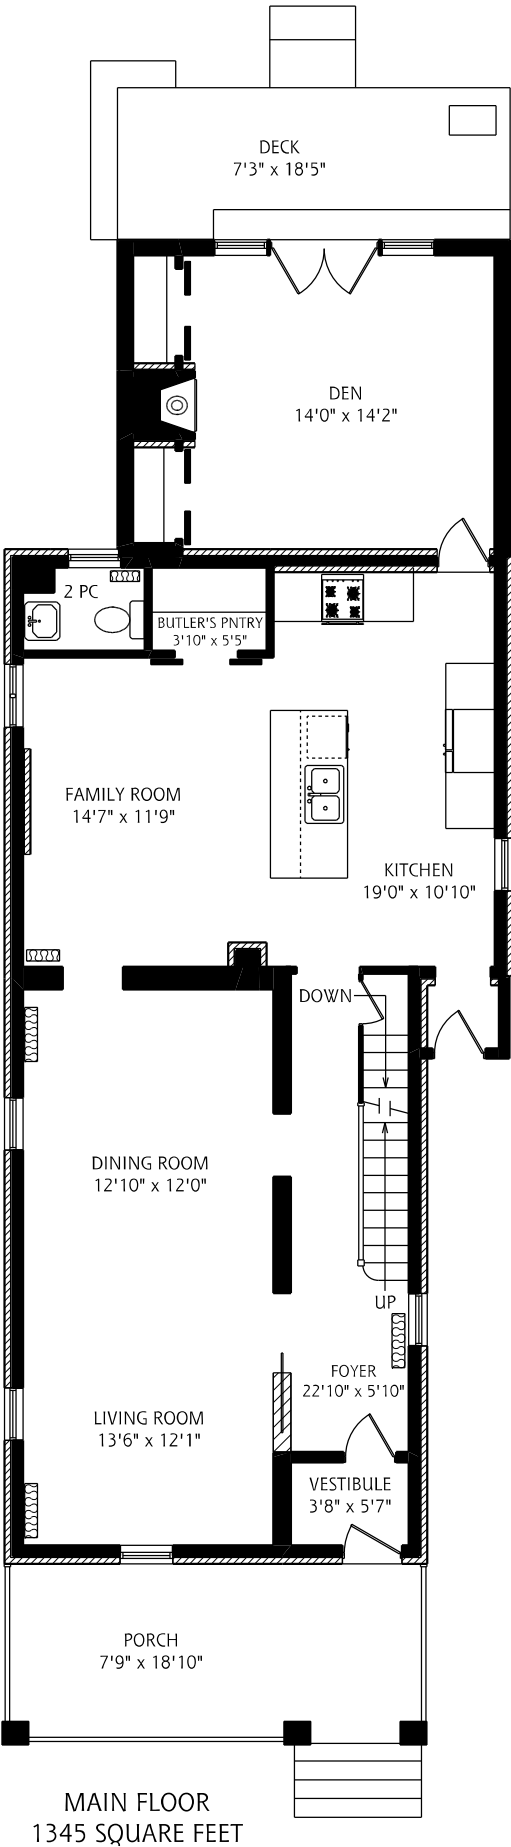 DECK
7'3" x 18'5"
DEN
14'0" x 14'2"
2 PC
BUTLER'S PNTRY
3'10" x 5'5"
FAMILY ROOM
14'7" x 11'9"
KITCHEN
19'0" x 10'10"
DOWN
DINING ROOM
12'10" x 12'0"
UP
FOYER
22'10" x 5'10"
LIVING ROOM
13'6" x 12'1"
VESTIBULE
3'8" x 5'7"
PORCH
7'9" x 18'10"
MAIN FLOOR
1345 SQUARE FEET